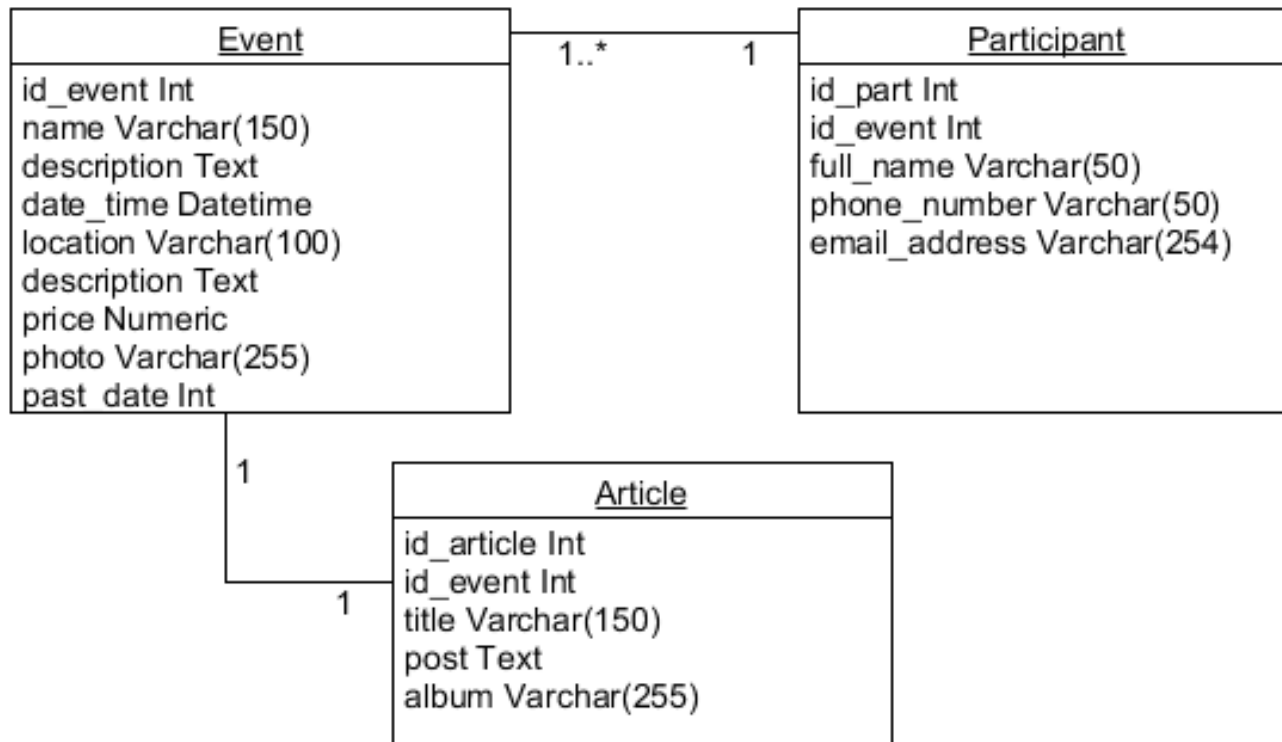 Event
id_event Int
name Varchar(150)
description Text
date_time Datetime
location Varchar(100)
description Text
price Numeric
photo Varchar(255)
past_date Int
1..*
1
Participant
id_part Int
id_event Int
full_name Varchar(50)
phone_number Varchar(50)
email_address Varchar(254)
1
1
Article
id_article Int
id_event Int
title Varchar(150)
post Text
album Varchar(255)